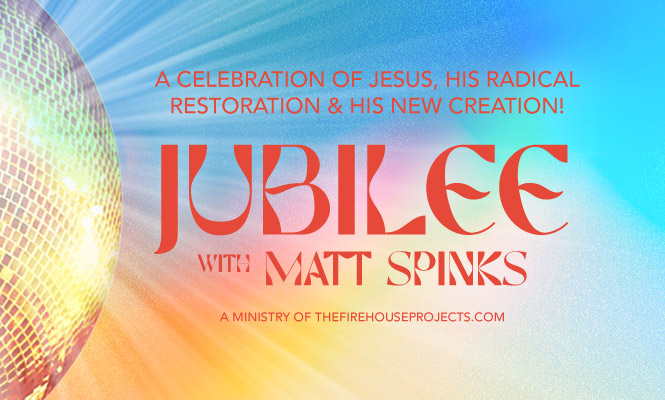 A CELEBRATION OF JESUS, HIS RADICAL
RESTORATION & HIS NEW CREATION!
JUBILEE
WITH MATT SPINKS
A MINISTRY OF THEFIREHOUSEPROJECTS.COM